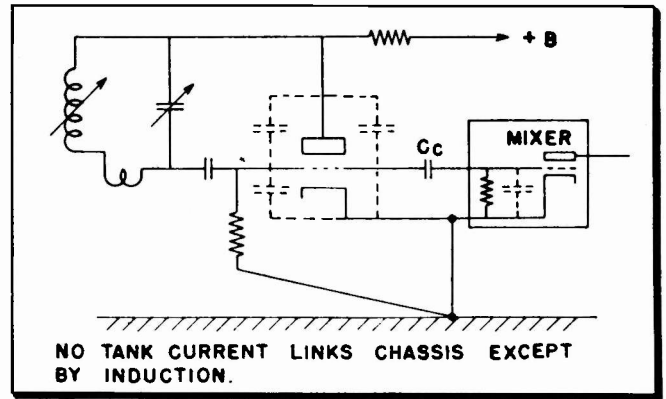 + B
MIXER
Cc
NO TANK CURRENT LINKS CHASSIS EXCEPT
BY INDUCTION.